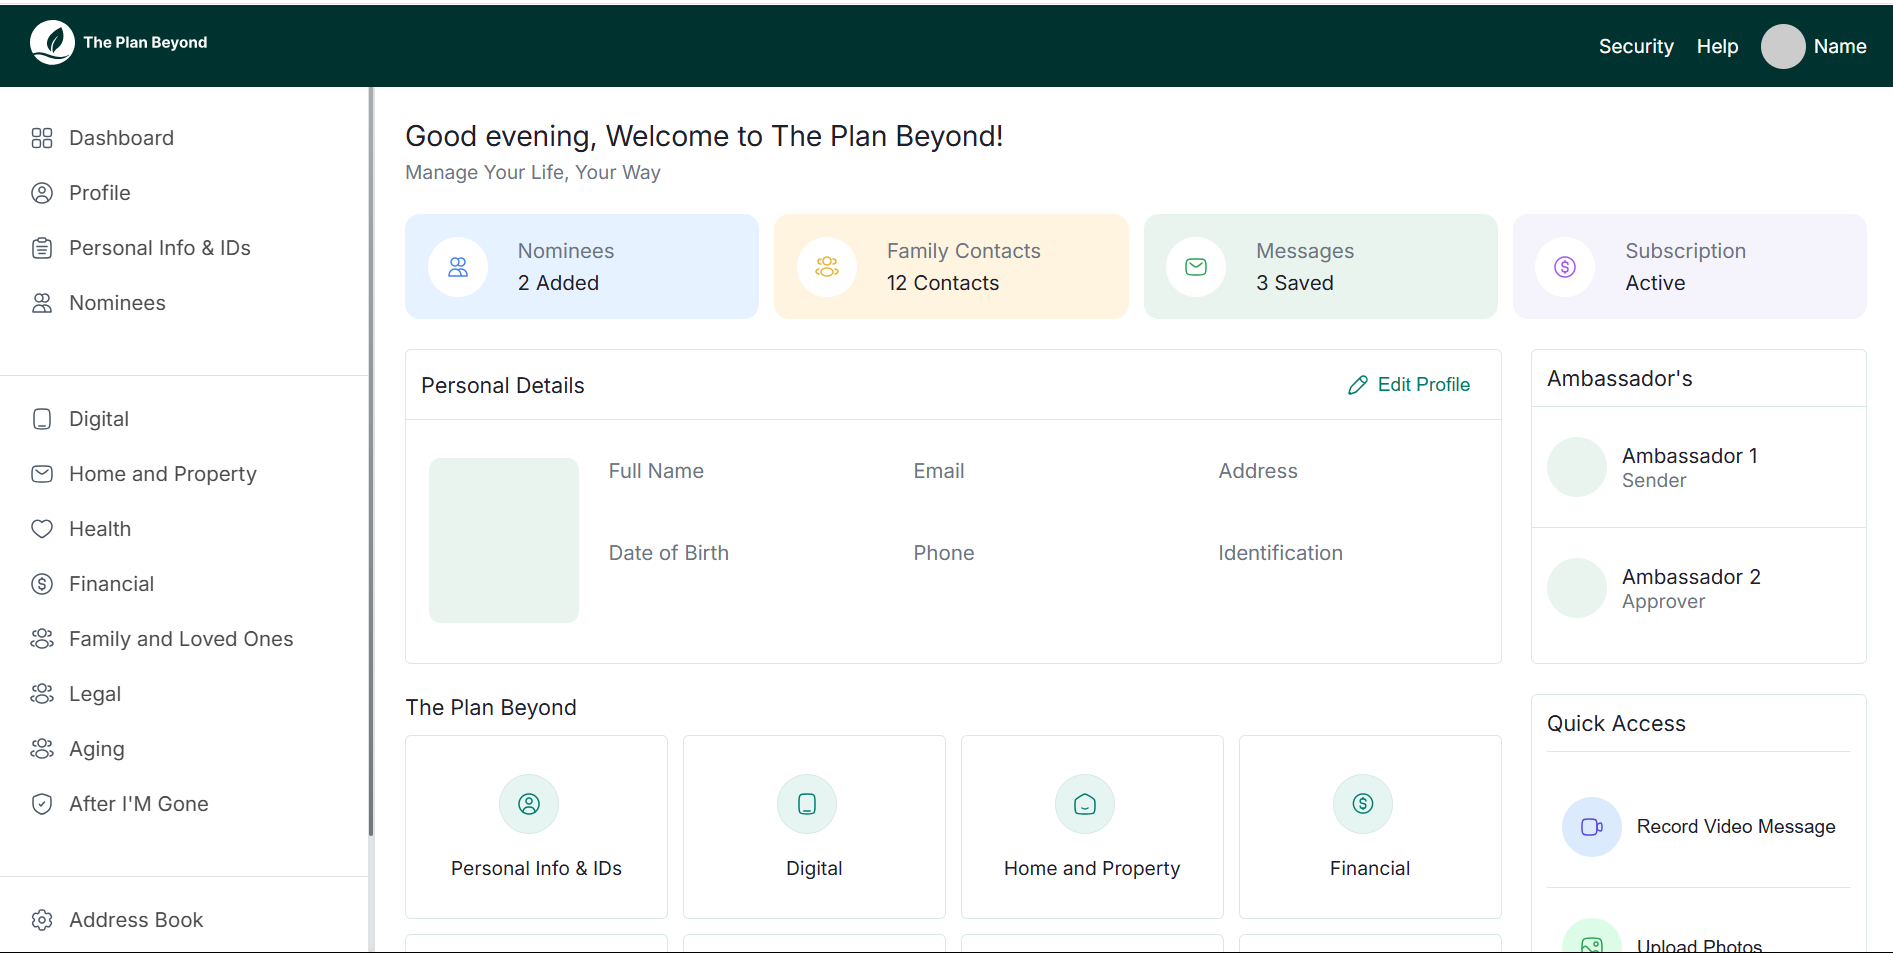 The Plan Beyond
Security
Help
Name
Dashboard
Profile
Personal Info & IDs
Nominees
Digital
Home and Property
Health
Financial
Family and Loved Ones
Legal
Aging
After I'M Gone
Address Book
Good evening, Welcome to The Plan Beyond!
Manage Your Life, Your Way
Nominees
2 Added
Family Contacts
12 Contacts
Messages
3 Saved
Subscription
Active
Personal Details
Edit Profile
Full Name
Email
Address
Date of Birth
Phone
Identification
Ambassador's
Ambassador 1
Sender
Ambassador 2
Approver
The Plan Beyond
Personal Info & IDs
Digital
Home and Property
Financial
Quick Access
Record Video Message
Upload Photos